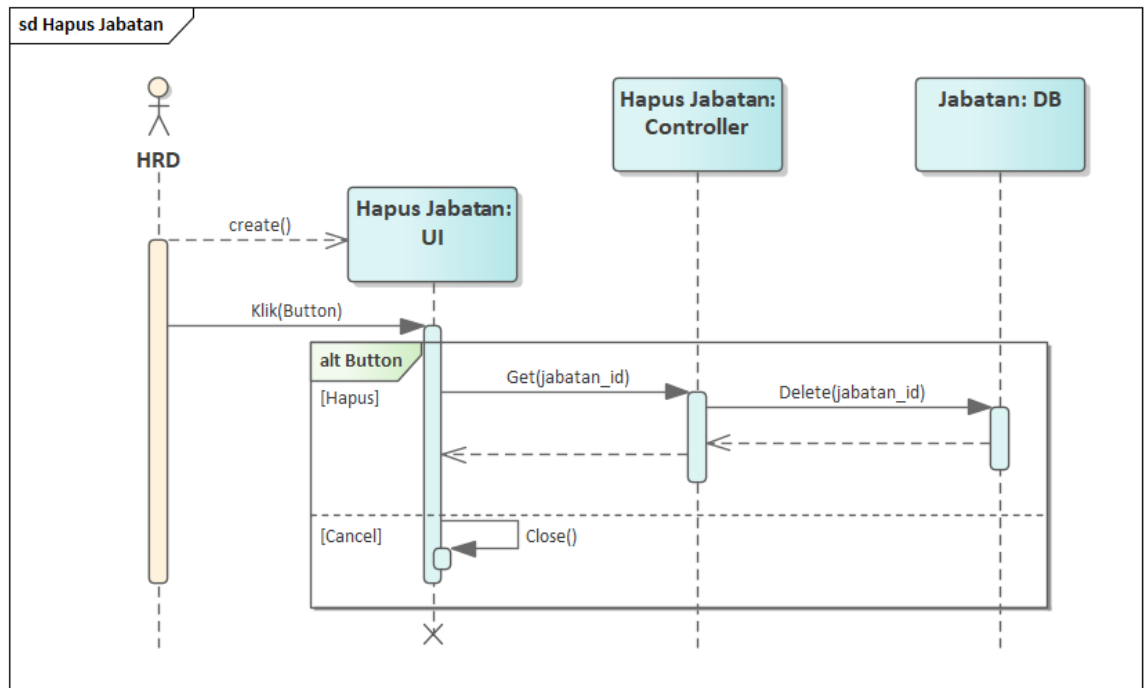 sd Hapus Jabatan
HRD
Hapus Jabatan:
Controller
Jabatan: DB
Hapus Jabatan:
UI
create()
Klik(Button)
alt Button
[Hapus]
Get(jabatan_id)
Delete(jabatan_id)
[Cancel]
Close()